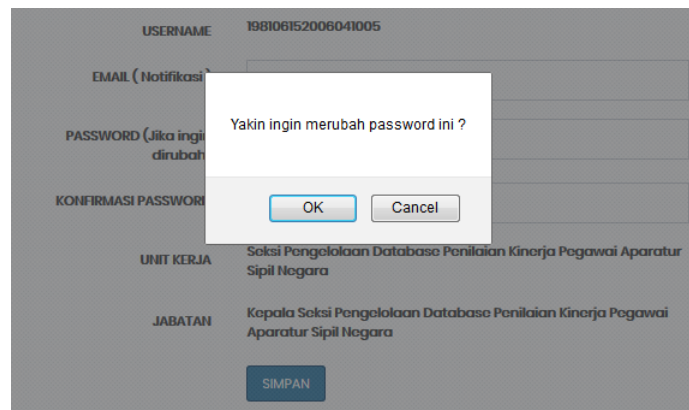 USERNAME 198106152006041005
EMAIL ( Notifikasi )
Yakin ingin merubah password ini ?
PASSWORD (Jika ingi
dirubah
KONFIRMASI PASSWOR
OK Cancel
UNIT KERJA Seksi Pengelolaan Database Penilaian Kinerja Pegawai Aparatur
Sipil Negara
JABATAN Kepala Seksi Pengelolaan Database Penilaian Kinerja Pegawai
Aparatur Sipil Negara
SIMPAN